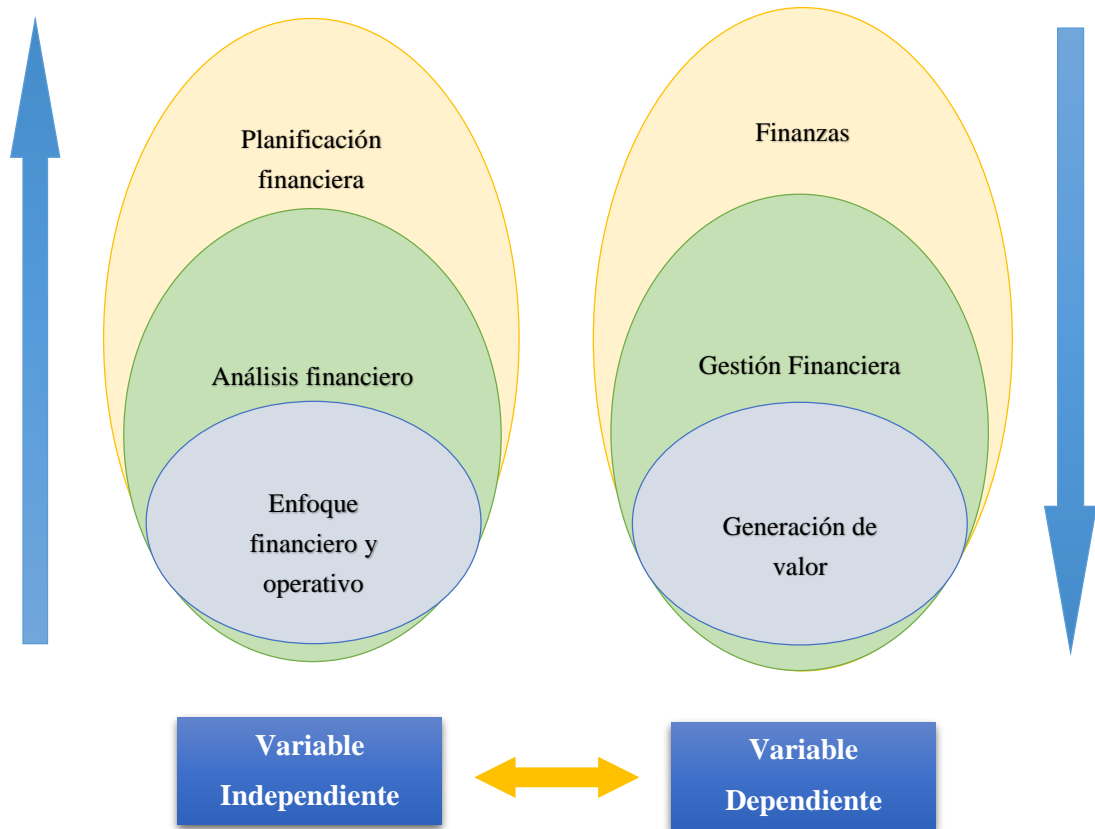 Planificación
financiera
Análisis financiero
Enfoque
financiero y
operativo
Finanzas
Gestión Financiera
Generación de
valor
Variable
Independiente
Variable
Dependiente